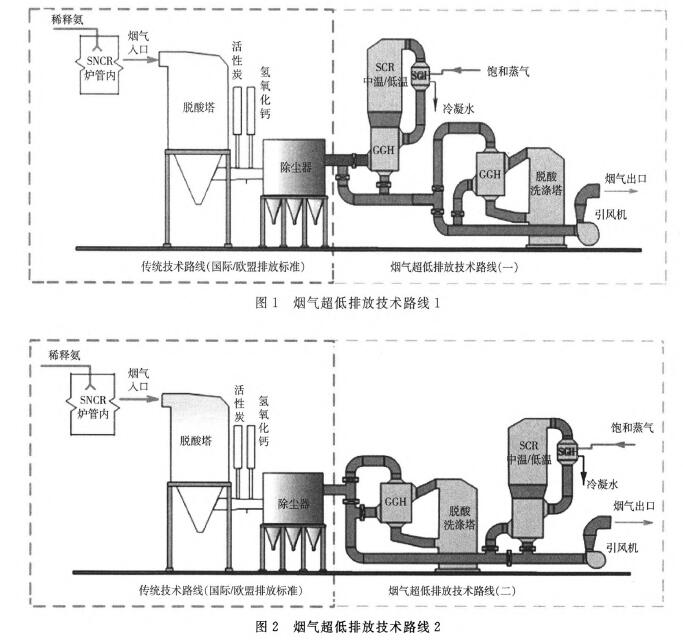 稀释氨
SNCR
炉管内
烟气
入口
脱酸塔
活性炭
氢氧化钙
除尘器
SCR
中温/低温
SGH
饱和蒸气
冷凝水
GGH
GGH
脱酸
洗涤塔
烟气出口
引风机
传统技术路线(国际/欧盟排放标准)
烟气超低排放技术路线(一)
图1 烟气超低排放技术路线1
稀释氨
SNCR
炉管内
烟气
入口
脱酸塔
活性炭
氢氧化钙
除尘器
GGH
脱酸
洗涤塔
SCR
中温/低温
SGH
饱和蒸气
冷凝水
烟气出口
引风机
传统技术路线(国际/欧盟排放标准)
烟气超低排放技术路线(二)
图2 烟气超低排放技术路线2